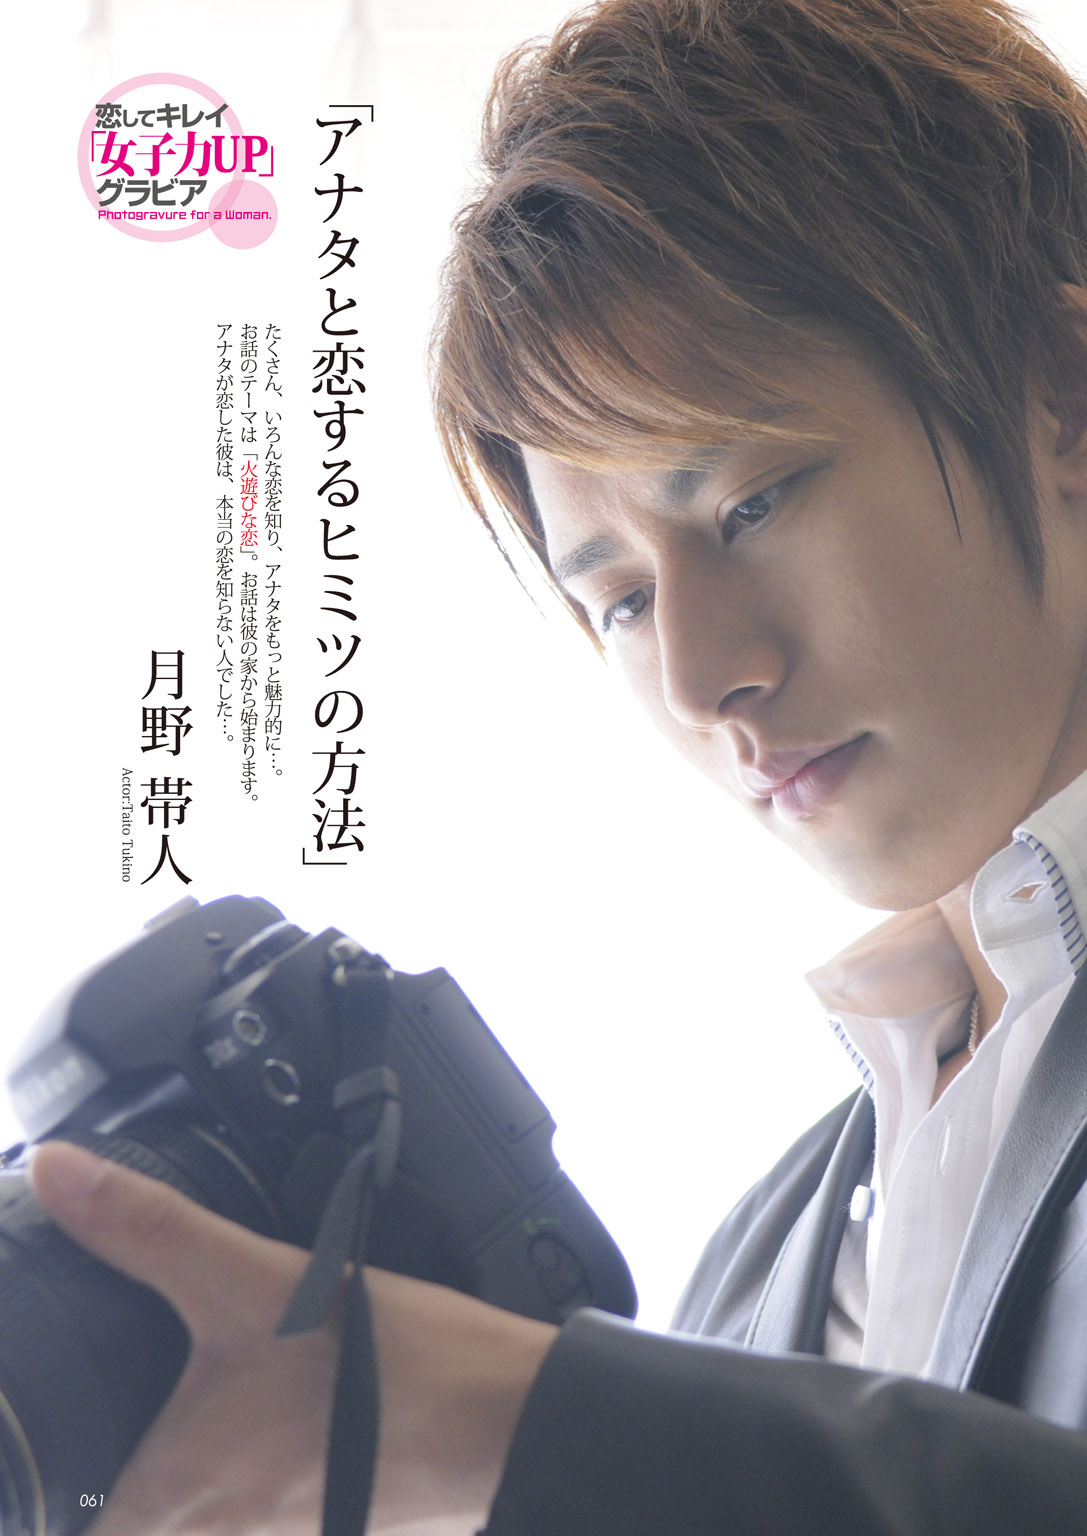 恋してキレイ
「女子力UP」
グラビア
Photogravure for a Woman.
「アナタと恋するヒミツの方法」
たくさん、いろんな恋を知り、アナタをもっと魅力的に…。
お話のテーマは「火遊びな恋」。お話は彼の家から始まります。
アナタが恋した彼は、本当の恋を知らない人でした…。
月野 帯人
Actor:Taito Tukino
Nikon
061